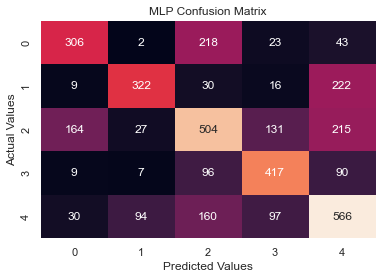 MLP Confusion Matrix
0 306 2 218 23 43
1 9 322 30 16 222
2 164 27 504 131 215
3 9 7 96 417 90
4 30 94 160 97 566
0 1 2 3 4
Actual Values
Predicted Values